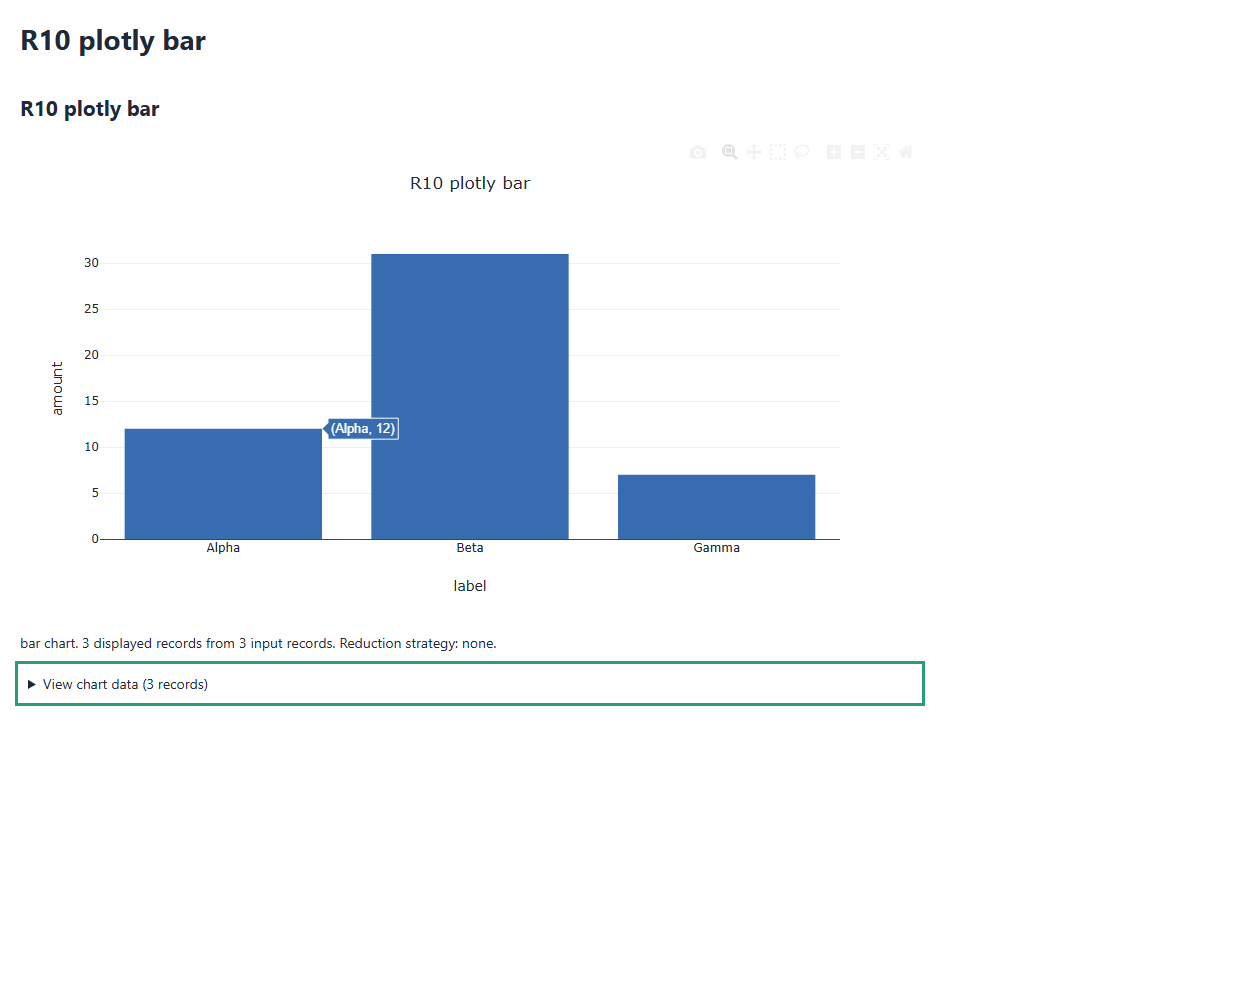 R10 plotly bar
R10 plotly bar
R10 plotly bar
30
25
20
15
10
5
0
amount
(Alpha, 12)
Alpha
Beta
Gamma
label
bar chart. 3 displayed records from 3 input records. Reduction strategy: none.
View chart data (3 records)